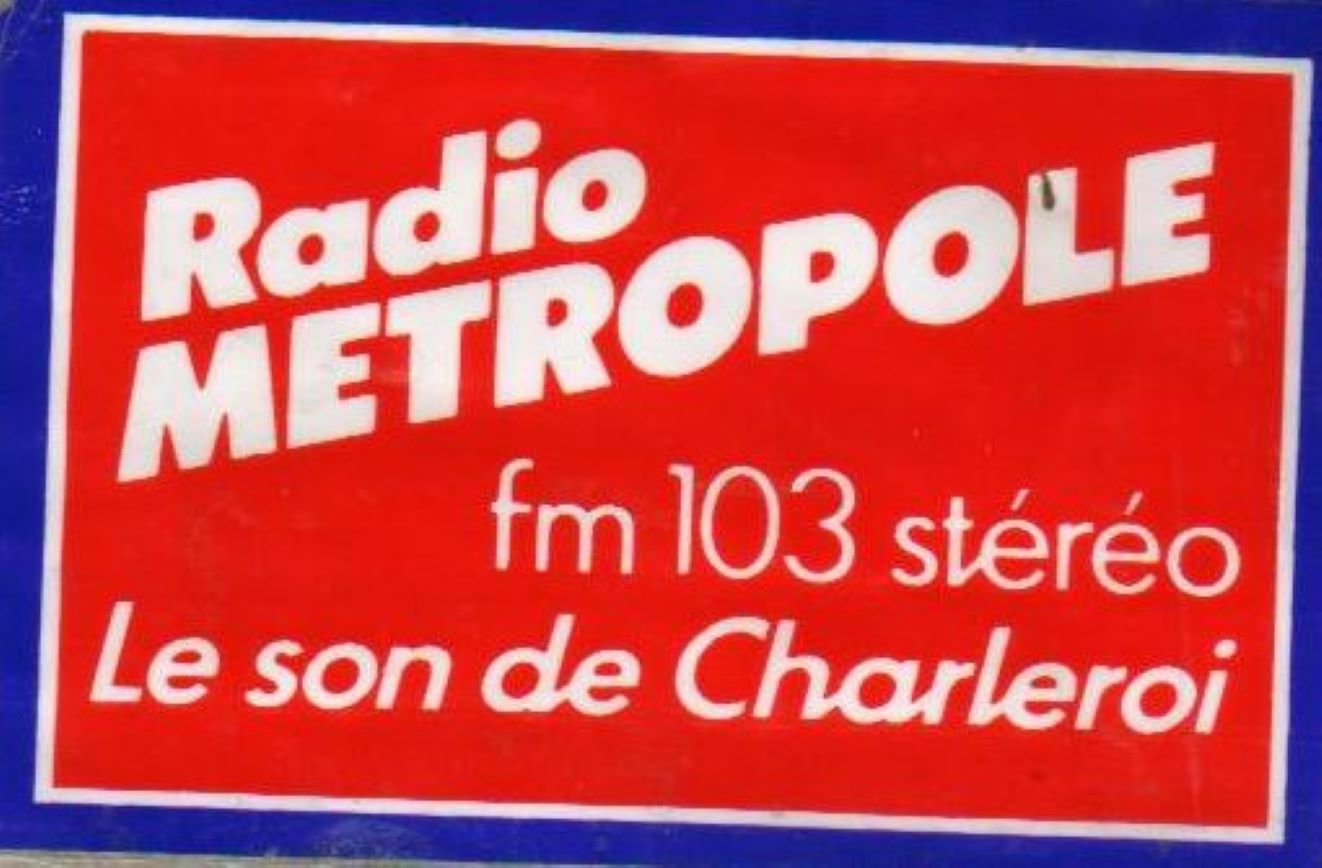 Radio
METROPOLE
fm 103 stéréo
Le son de Charleroi